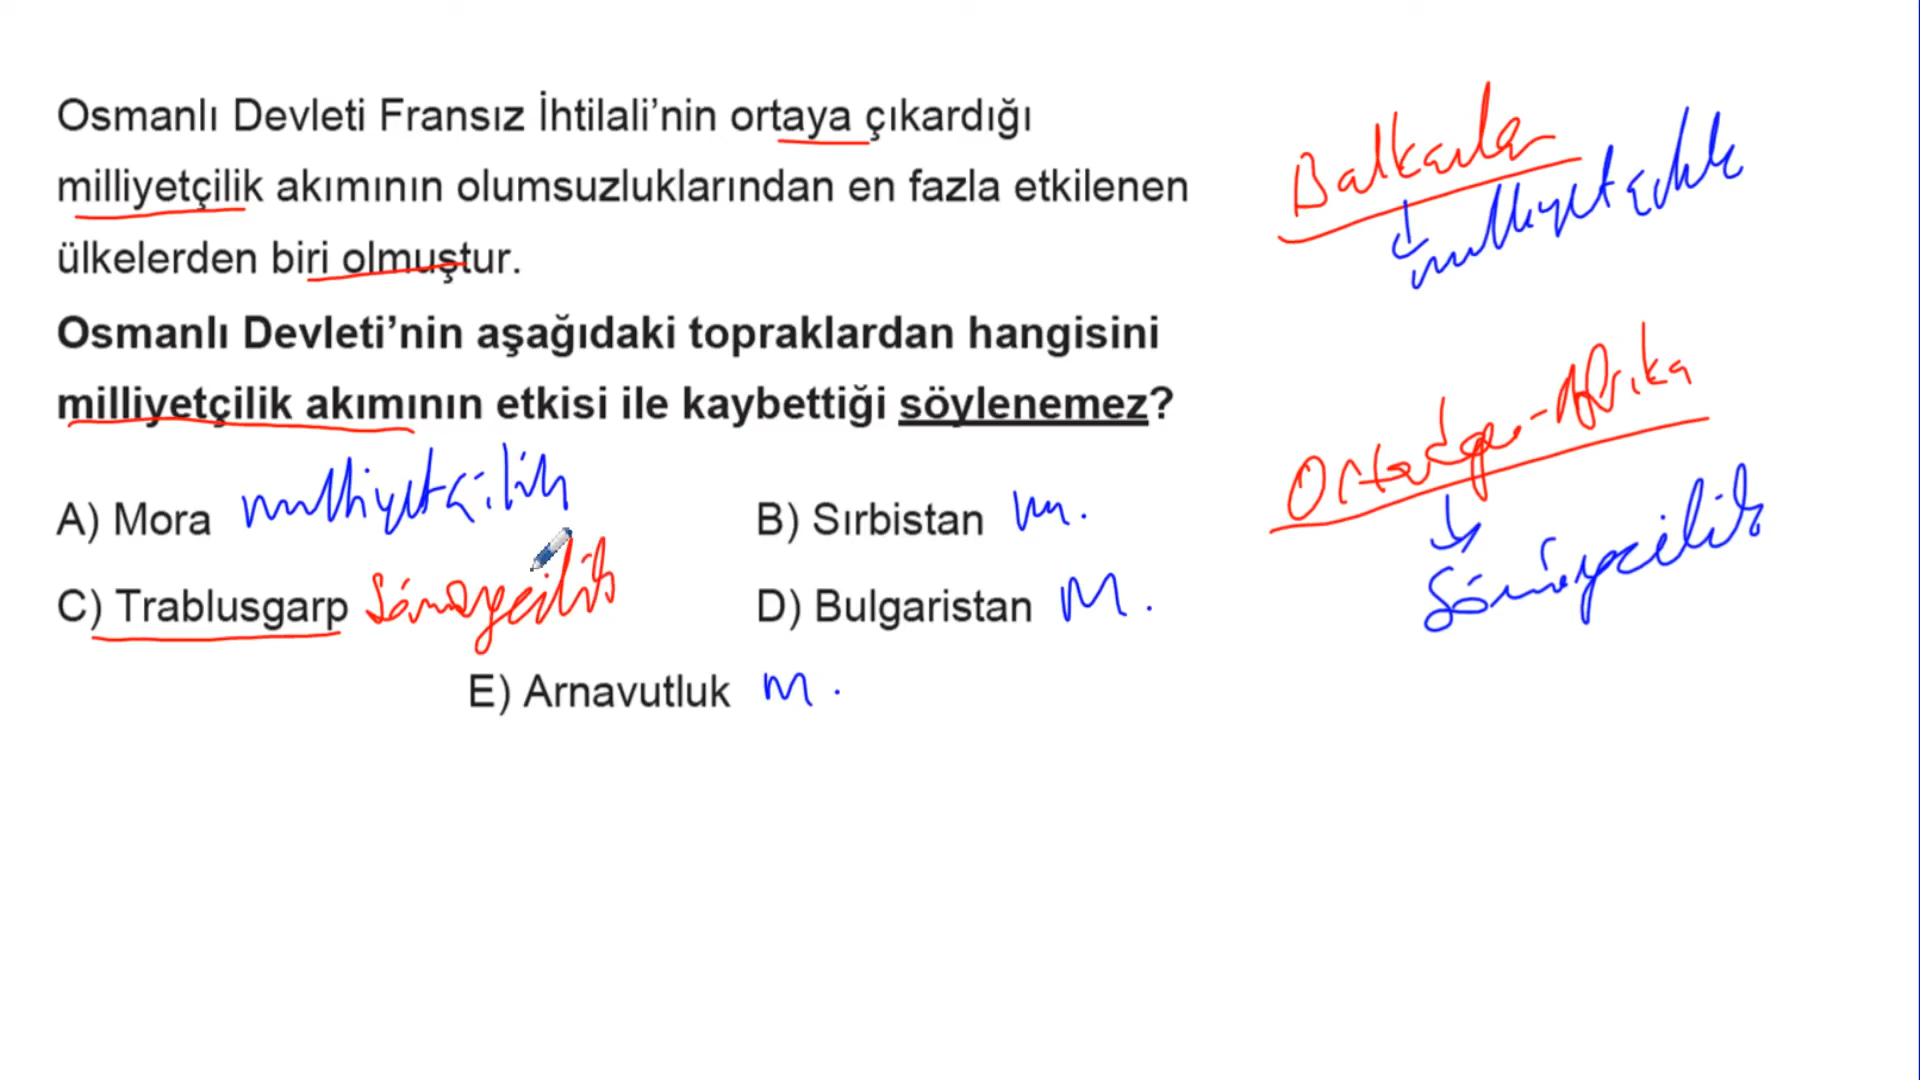 Osmanlı Devleti Fransız İhtilali’nin ortaya çıkardığı
milliyetçilik akımının olumsuzluklarından en fazla etkilenen
ülkelerden biri olmuştur.
Osmanlı Devleti’nin aşağıdaki topraklardan hangisini
milliyetçilik akımının etkisi ile kaybettiği söylenemez?
A) Mora milliyetçilik
B) Sırbistan m.
C) Trablusgarp Sömürgecilik
D) Bulgaristan M.
E) Arnavutluk M.
Balkanlar
milliyetçilik
Ortadoğu-Afrika
Sömürgecilik